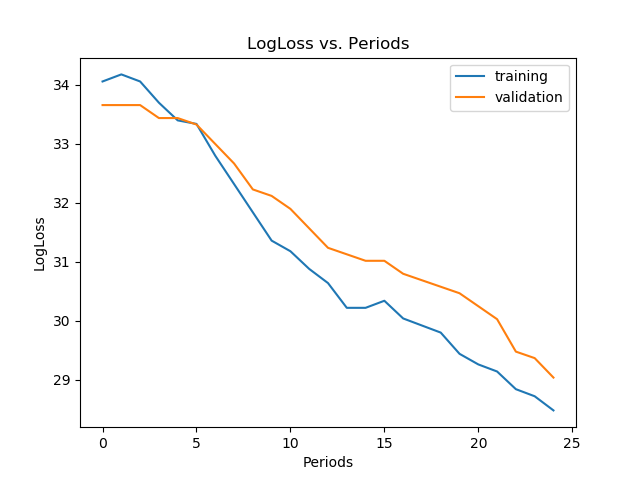 LogLoss vs. Periods
training
validation
LogLoss
34
33
32
31
30
29
0 5 10 15 20 25
Periods